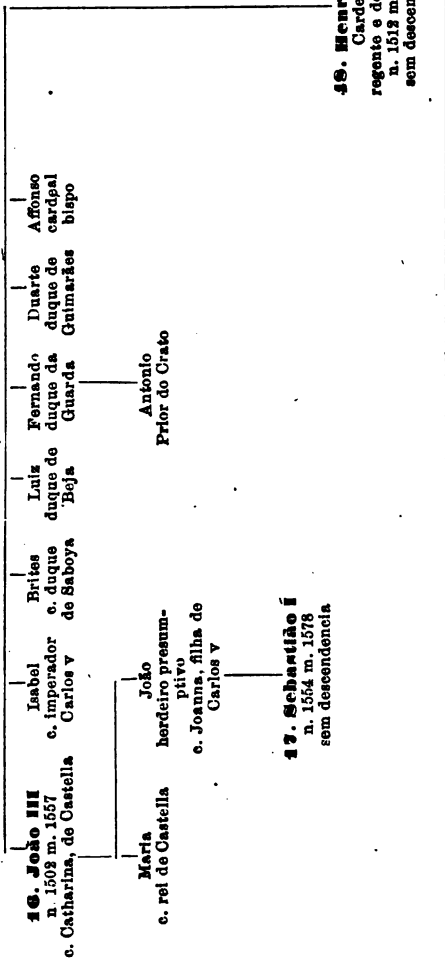 16. João III
n. 1502 m. 1557
c. Catharina, de Castella
Isabel
c. imperador
Carlos V
Brites
c. duque
de Saboya
Luiz
duque de
Beja
Fernando
duque da
Guarda
Duarte
duque de
Guimarães
Affonso
cardeal
bispo
18. Henr
Carde
regente e de
n. 1512 m
sem descen
Maria
c. rei de Castella
João
herdeiro presum-
ptivo
c. Joanna, filha de
Carlos V
Antonio
Prior do Crato
17. Sebastião I
n. 1554 m. 1578
sem descendencia